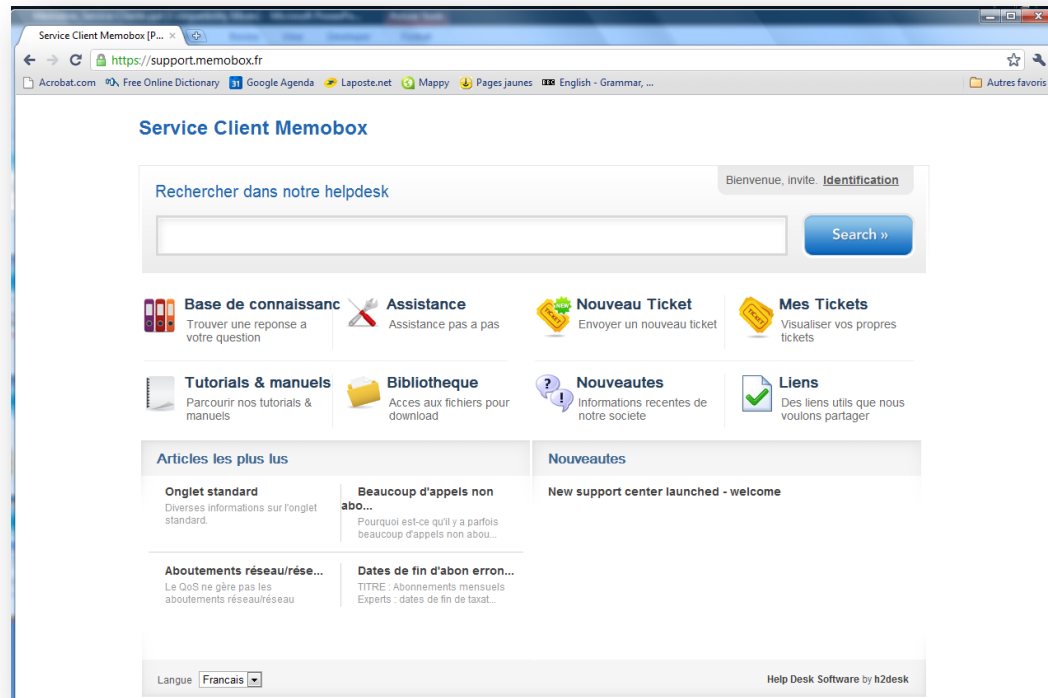 Service Client Memobox [P...
https://support.memobox.fr
Acrobat.com Free Online Dictionary 31 Google Agenda Laposte.net Mappy Pages jaunes English - Grammar, ... Autres favoris
Service Client Memobox
Bienvenue, invite. Identification
Rechercher dans notre helpdesk
Search »
Base de connaissanc
Trouver une reponse a
votre question
Assistance
Assistance pas a pas
Nouveau Ticket
Envoyer un nouveau ticket
Mes Tickets
Visualiser vos propres
tickets
Tutorials & manuels
Parcourir nos tutorials &
manuels
Bibliotheque
Acces aux fichiers pour
download
Nouveautes
Informations recentes de
notre societe
Liens
Des liens utils que nous
voulons partager
Articles les plus lus
Onglet standard
Diverses informations sur l'onglet
standard.
Beaucoup d'appels non
abo...
Pourquoi est-ce qu'il y a parfois
beaucoup d'appels non abou...
Aboutements réseau/rése...
Le QoS ne gère pas les
aboutements réseau/réseau
Dates de fin d'abon erron...
TITRE : Abonnements mensuels
Experts : dates de fin de taxat...
Nouveautes
New support center launched - welcome
Langue Francais
Help Desk Software by h2desk